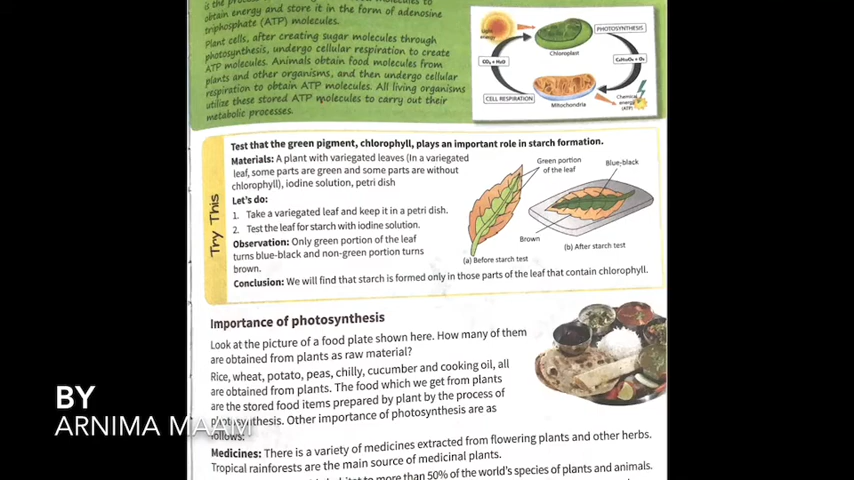 obtain energy and store it in the form of adenosine
triphosphate (ATP) molecules.
Plant cells, after creating sugar molecules through
photosynthesis, undergo cellular respiration to create
ATP molecules. Animals obtain food molecules from
plants and other organisms, and then undergo cellular
respiration to obtain ATP molecules. All living organisms
utilize these stored ATP molecules to carry out their
metabolic processes.
Light
energy
Chloroplast
PHOTOSYNTHESIS
CO₂ + H₂O
C₆H₁₂O₆ + O₂
CELL RESPIRATION
Mitochondria
Chemical
energy
(ATP)
Try This
Test that the green pigment, chlorophyll, plays an important role in starch formation.
Materials: A plant with variegated leaves (In a variegated
leaf, some parts are green and some parts are without
chlorophyll), iodine solution, petri dish
Let's do:
1. Take a variegated leaf and keep it in a petri dish.
2. Test the leaf for starch with iodine solution.
Observation: Only green portion of the leaf
turns blue-black and non-green portion turns
brown.
Conclusion: We will find that starch is formed only in those parts of the leaf that contain chlorophyll.
Green portion
of the leaf
Blue-black
Brown
(a) Before starch test
(b) After starch test
Importance of photosynthesis
Look at the picture of a food plate shown here. How many of them
are obtained from plants as raw material?
Rice, wheat, potato, peas, chilly, cucumber and cooking oil, all
are obtained from plants. The food which we get from plants
are the stored food items prepared by plant by the process of
photosynthesis. Other importance of photosynthesis are as
follows:
Medicines: There is a variety of medicines extracted from flowering plants and other herbs.
Tropical rainforests are the main source of medicinal plants.
to more than 50% of the world's species of plants and animals.
BY
ARNIMA MAAM